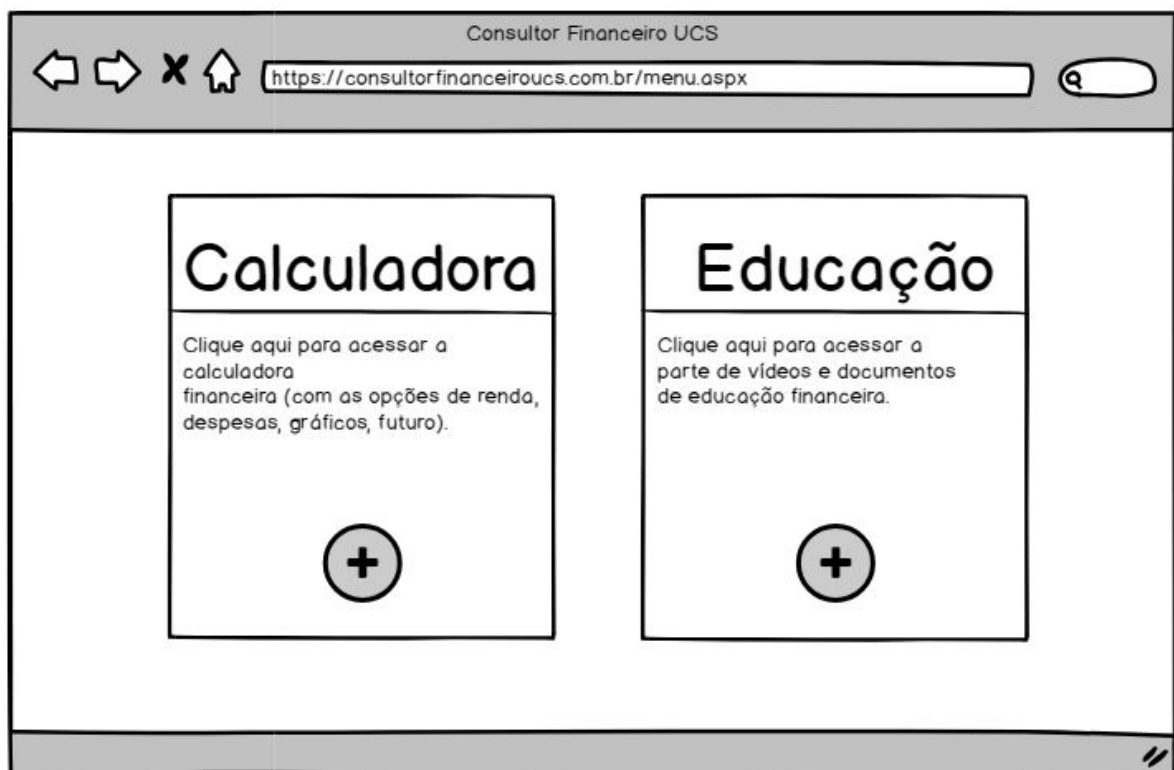 Consultor Financeiro UCS
https://consultorfinanceiroucs.com.br/menu.aspx
Calculadora
Clique aqui para acessar a
calculadora
financeira (com as opções de renda,
despesas, gráficos, futuro).
Educação
Clique aqui para acessar a
parte de vídeos e documentos
de educação financeira.